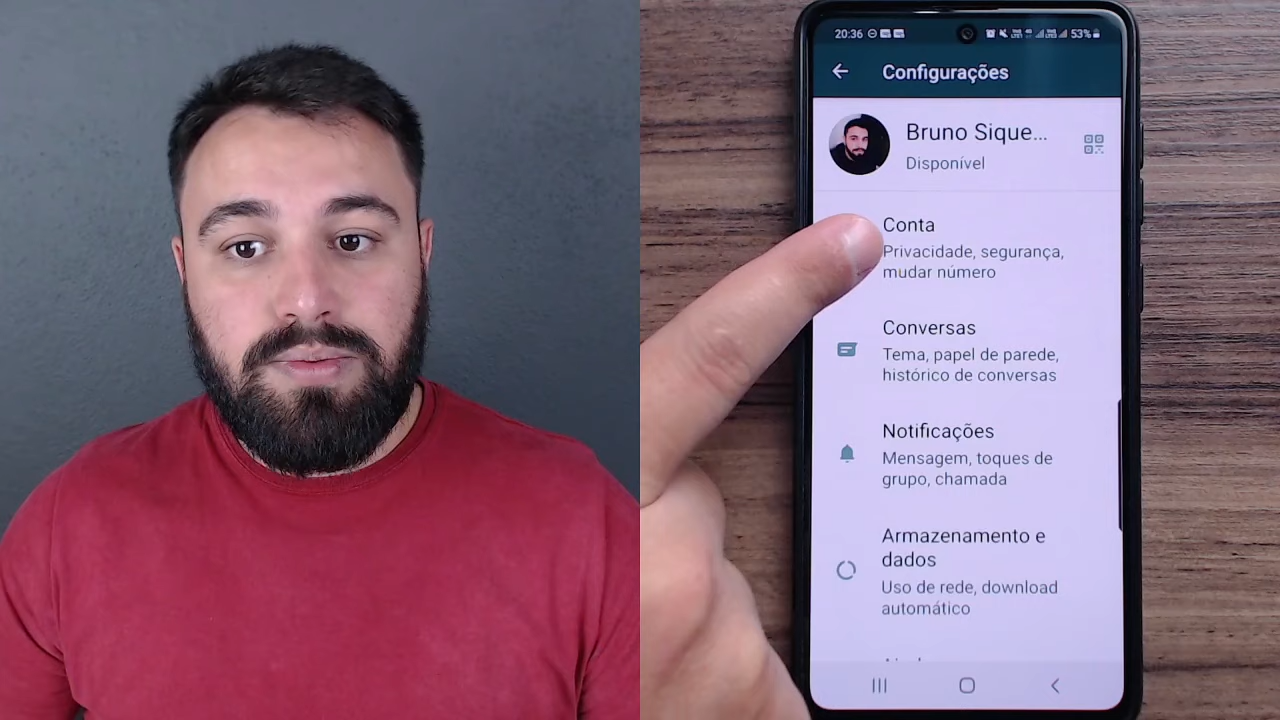 20:36
53%
Configurações
Bruno Sique...
Disponível
Conta
Privacidade, segurança,
mudar número
Conversas
Tema, papel de parede,
histórico de conversas
Notificações
Mensagem, toques de
grupo, chamada
Armazenamento e
dados
Uso de rede, download
automático